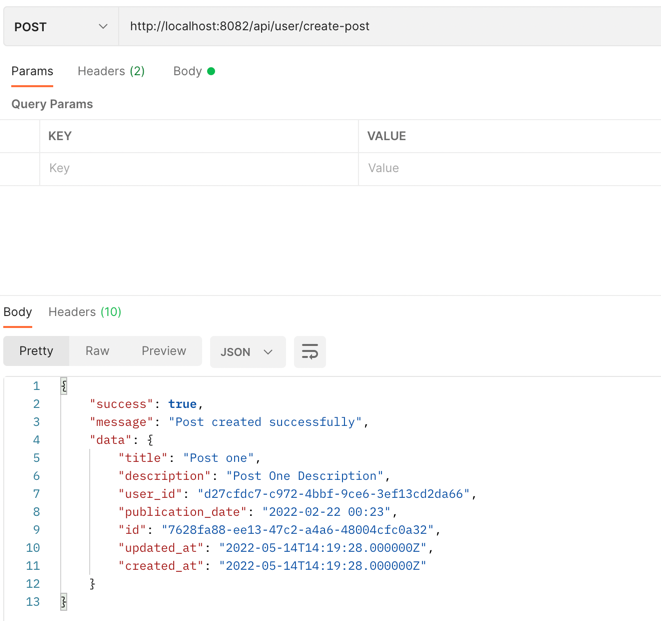 POST http://localhost:8082/api/user/create-post
Params Headers (2) Body
Query Params
KEY VALUE
Key Value
Body Headers (10)
Pretty Raw Preview JSON
1 {
2 "success": true,
3 "message": "Post created successfully",
4 "data": {
5 "title": "Post one",
6 "description": "Post One Description",
7 "user_id": "d27cfdc7-c972-4bbf-9ce6-3ef13cd2da66",
8 "publication_date": "2022-02-22 00:23",
9 "id": "7628fa88-ee13-47c2-a4a6-48004cfc0a32",
10 "updated_at": "2022-05-14T14:19:28.000000Z",
11 "created_at": "2022-05-14T14:19:28.000000Z"
12 }
13 }